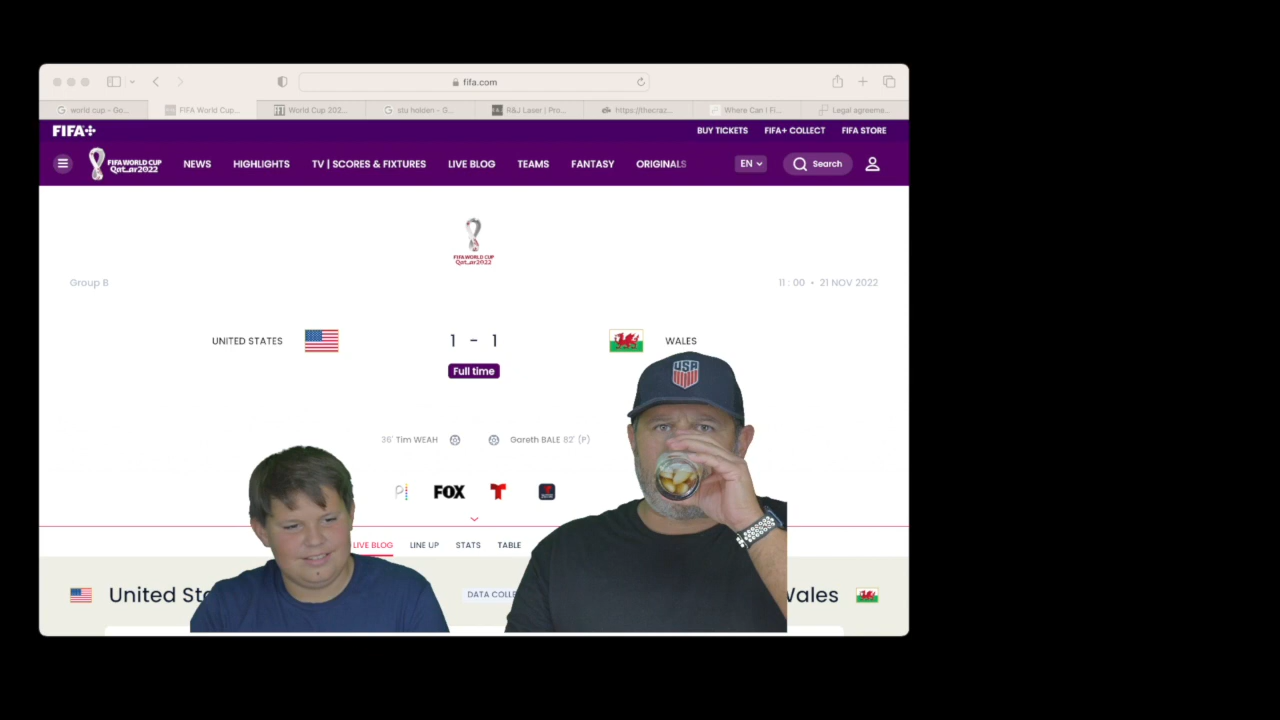 fifa.com
world cup - Go...
FIFA World Cup...
World Cup 202...
stu holden - G...
R&J Laser | Pro...
https://thecraz...
Where Can I Fi...
Legal agreeme...
FIFA+
BUY TICKETS
FIFA+ COLLECT
FIFA STORE
FIFA WORLD CUP
Qatar2022
NEWS
HIGHLIGHTS
TV | SCORES & FIXTURES
LIVE BLOG
TEAMS
FANTASY
ORIGINALS
EN
Search
FIFA WORLD CUP
Qatar2022
Group B
11 : 00 • 21 NOV 2022
UNITED STATES
1 - 1
WALES
Full time
USA
36' Tim WEAH
Gareth BALE 82' (P)
FOX
LIVE BLOG
LINE UP
STATS
TABLE
United Sta
DATA COLLE
Wales